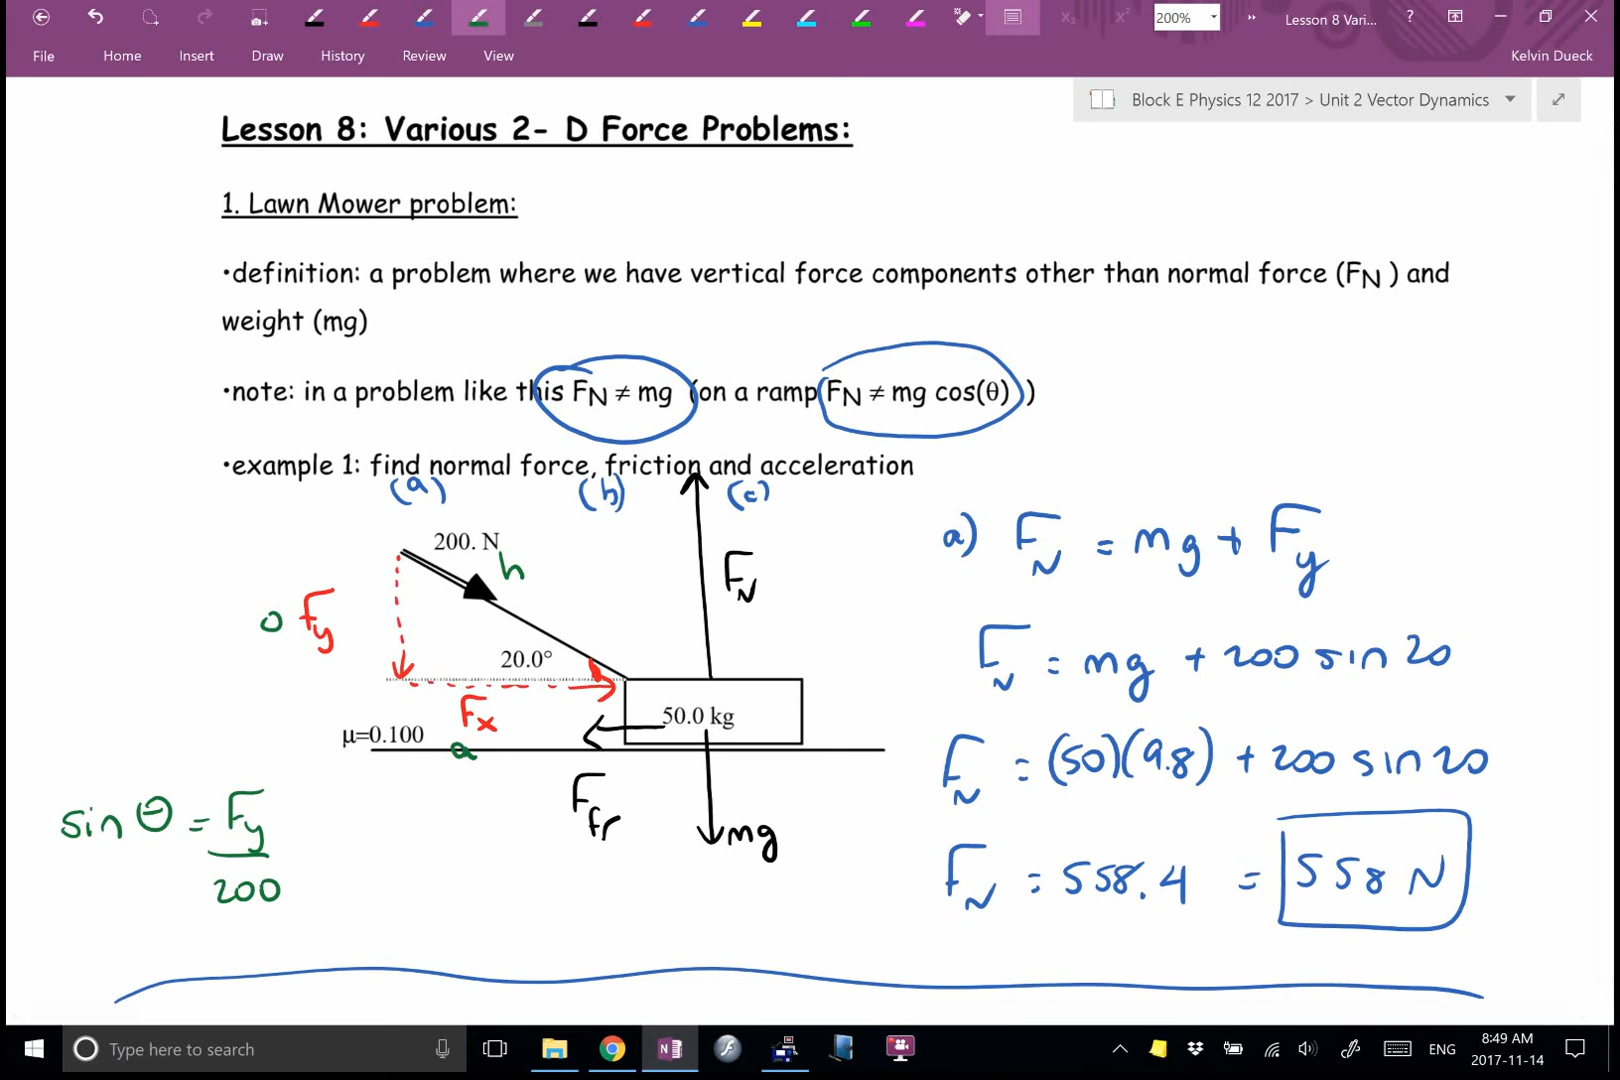 200%
Lesson 8 Vari...
File Home Insert Draw History Review View
Kelvin Dueck
Block E Physics 12 2017 > Unit 2 Vector Dynamics
Lesson 8: Various 2- D Force Problems:
1. Lawn Mower problem:
•definition: a problem where we have vertical force components other than normal force (FN ) and
weight (mg)
•note: in a problem like this FN ≠ mg (on a ramp FN ≠ mg cos(θ) )
•example 1: find normal force, friction and acceleration
(a) (b) (c)
200. N
h
FN
o Fy
20.0°
Fx
50.0 kg
μ=0.100
a
Ffr
mg
sin θ = Fy
200
a) FN = mg + Fy
FN = mg + 200 sin 20
FN = (50)(9.8) + 200 sin 20
FN = 558.4 = 558 N
Type here to search
ENG
8:49 AM
2017-11-14